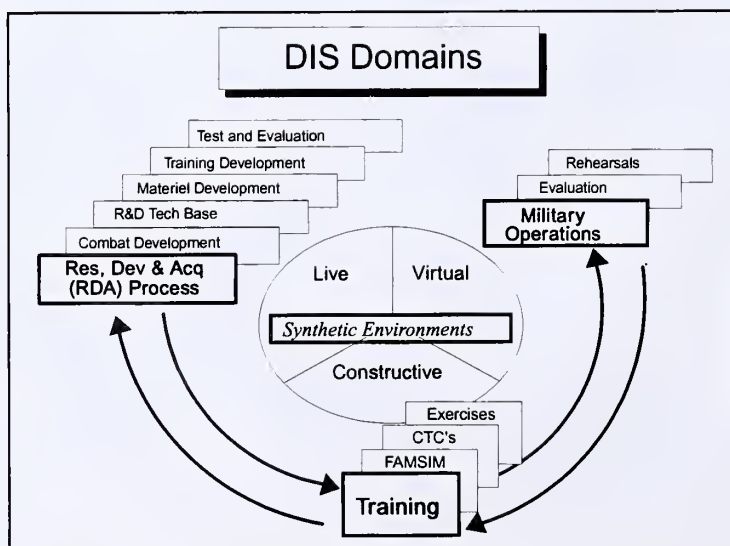 DIS Domains
Test and Evaluation
Training Development
Materiel Development
R&D Tech Base
Combat Development
Res, Dev & Acq
(RDA) Process
Rehearsals
Evaluation
Military
Operations
Live
Virtual
Synthetic Environments
Constructive
Exercises
CTC's
FAMSIM
Training